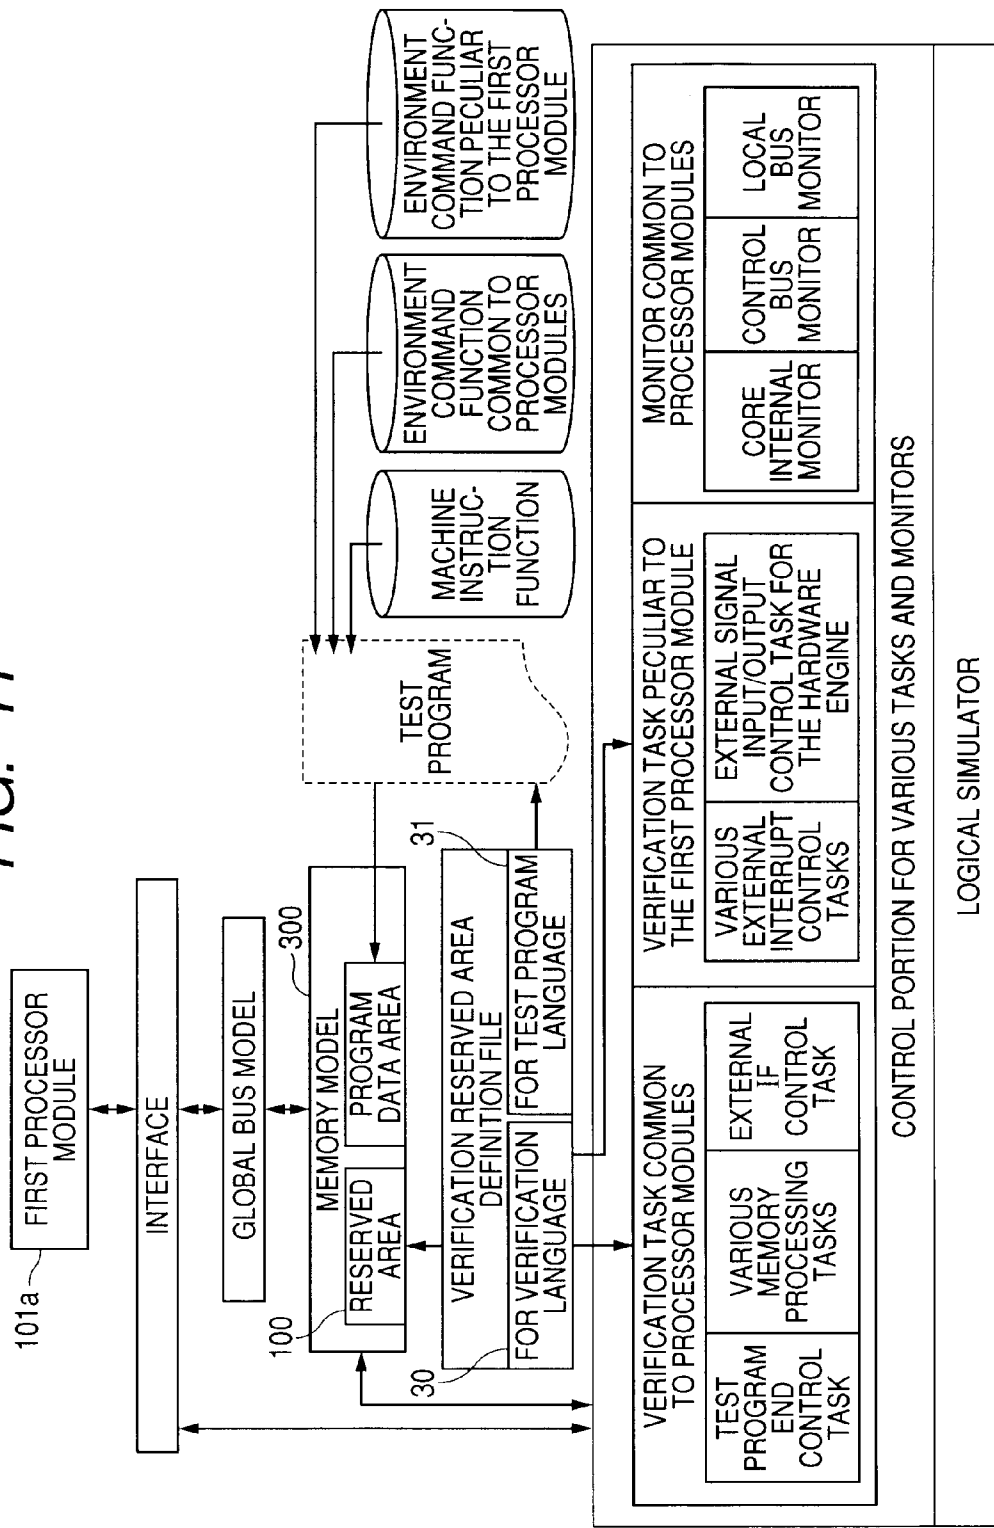 FIG. 11
101a
FIRST PROCESSOR
MODULE
INTERFACE
GLOBAL BUS MODEL
300
MEMORY MODEL
100
RESERVED
AREA
PROGRAM
DATA AREA
VERIFICATION RESERVED AREA
DEFINITION FILE
30
FOR VERIFICATION
LANGUAGE
31
FOR TEST PROGRAM
LANGUAGE
TEST
PROGRAM
MACHINE
INSTRUC-
TION
FUNCTION
ENVIRONMENT
COMMAND
FUNCTION
COMMON TO
PROCESSOR
MODULES
ENVIRONMENT
COMMAND FUNC-
TION PECULIAR
TO THE FIRST
PROCESSOR
MODULE
VERIFICATION TASK COMMON
TO PROCESSOR MODULES
TEST
PROGRAM
END
CONTROL
TASK
VARIOUS
MEMORY
PROCESSING
TASKS
EXTERNAL
IF
CONTROL
TASK
VERIFICATION TASK PECULIAR TO
THE FIRST PROCESSOR MODULE
VARIOUS
EXTERNAL
INTERRUPT
CONTROL
TASKS
EXTERNAL SIGNAL
INPUT/OUTPUT
CONTROL TASK FOR
THE HARDWARE
ENGINE
MONITOR COMMON TO
PROCESSOR MODULES
CORE
INTERNAL
MONITOR
CONTROL
BUS
MONITOR
LOCAL
BUS
MONITOR
CONTROL PORTION FOR VARIOUS TASKS AND MONITORS
LOGICAL SIMULATOR